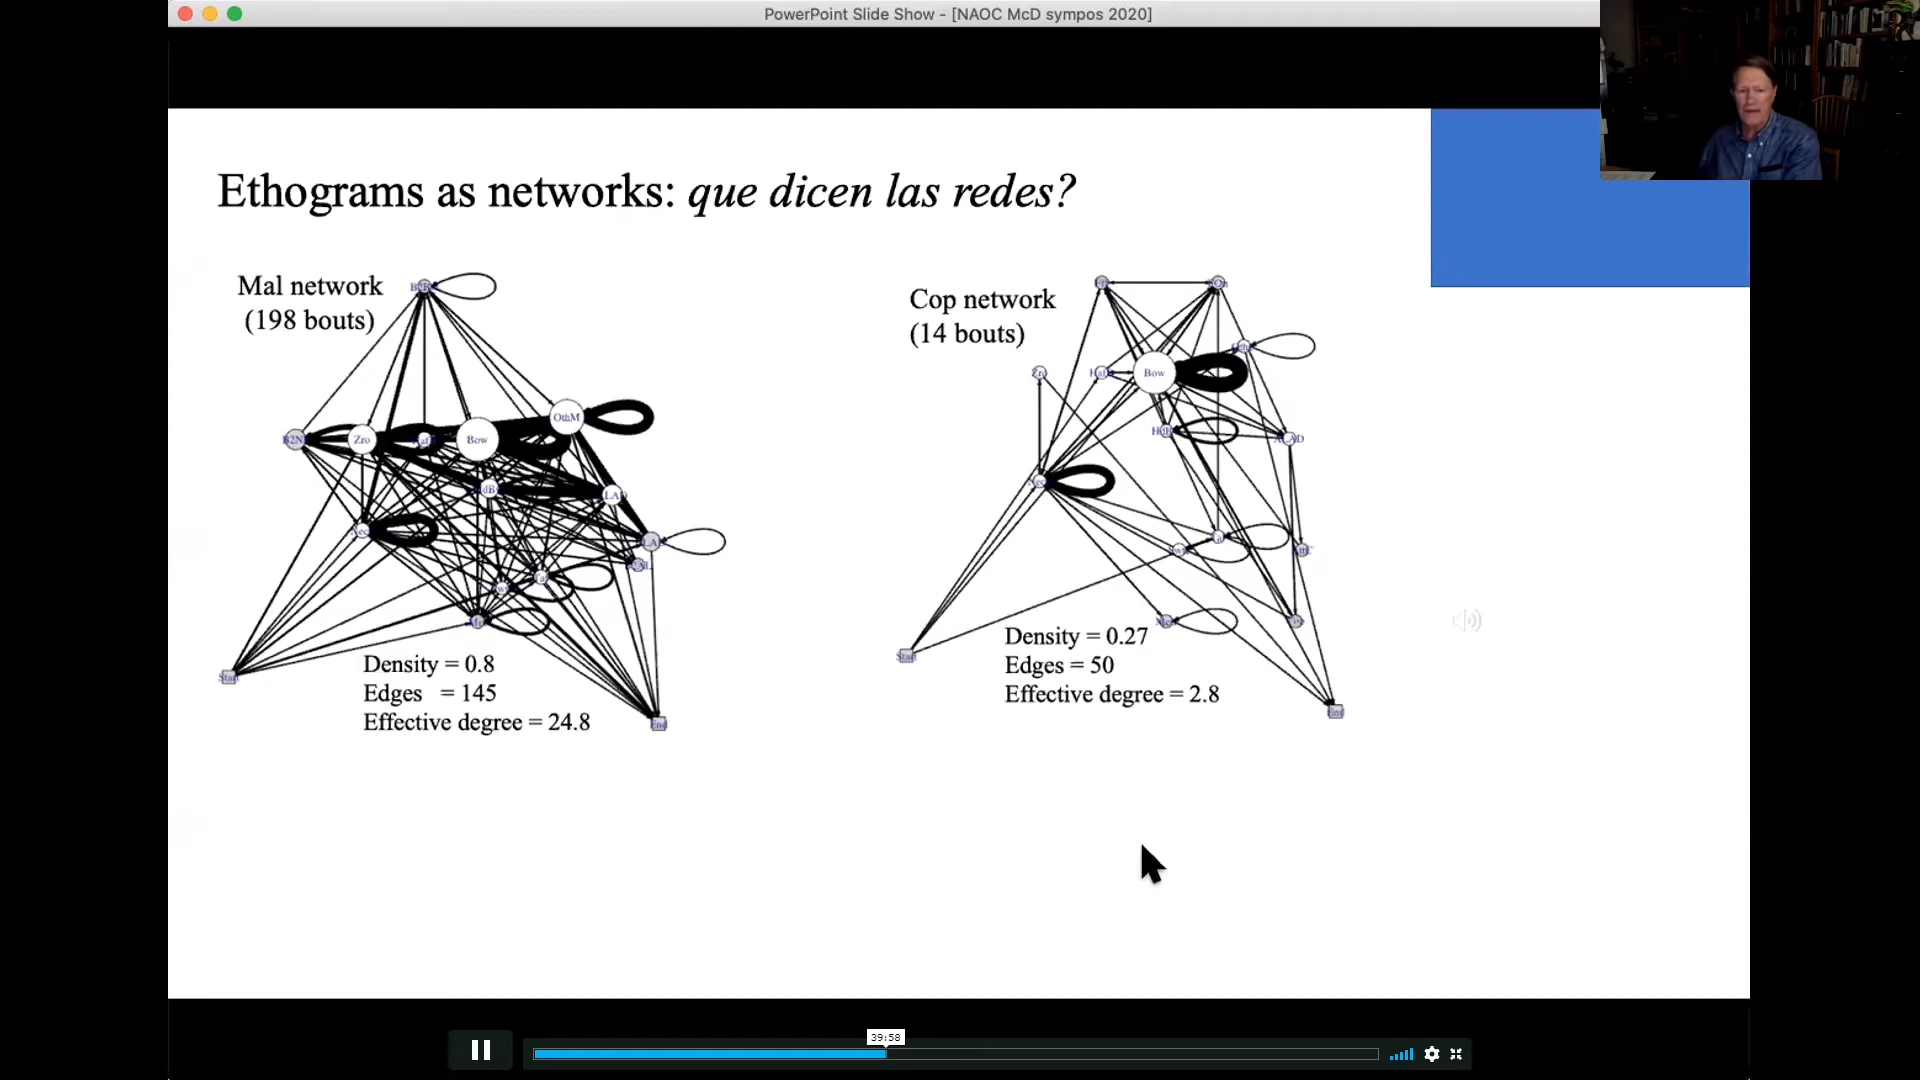 PowerPoint Slide Show - [NAOC McD sympos 2020]
Ethograms as networks: que dicen las redes?
Mal network
(198 bouts)
Cop network
(14 bouts)
Zro
Bow
OthM
Bow
Density = 0.8
Edges = 145
Effective degree = 24.8
Density = 0.27
Edges = 50
Effective degree = 2.8
39:58